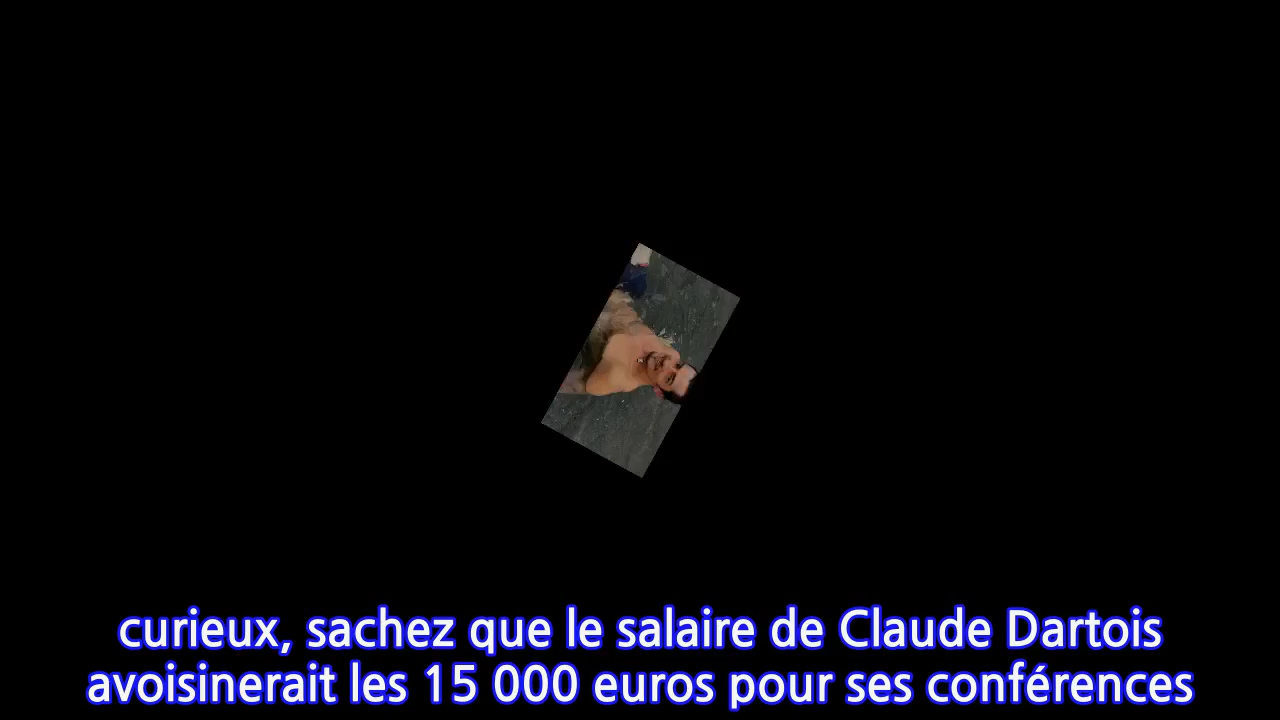 curieux, sachez que le salaire de Claude Dartois
avoisinerait les 15 000 euros pour ses conférences